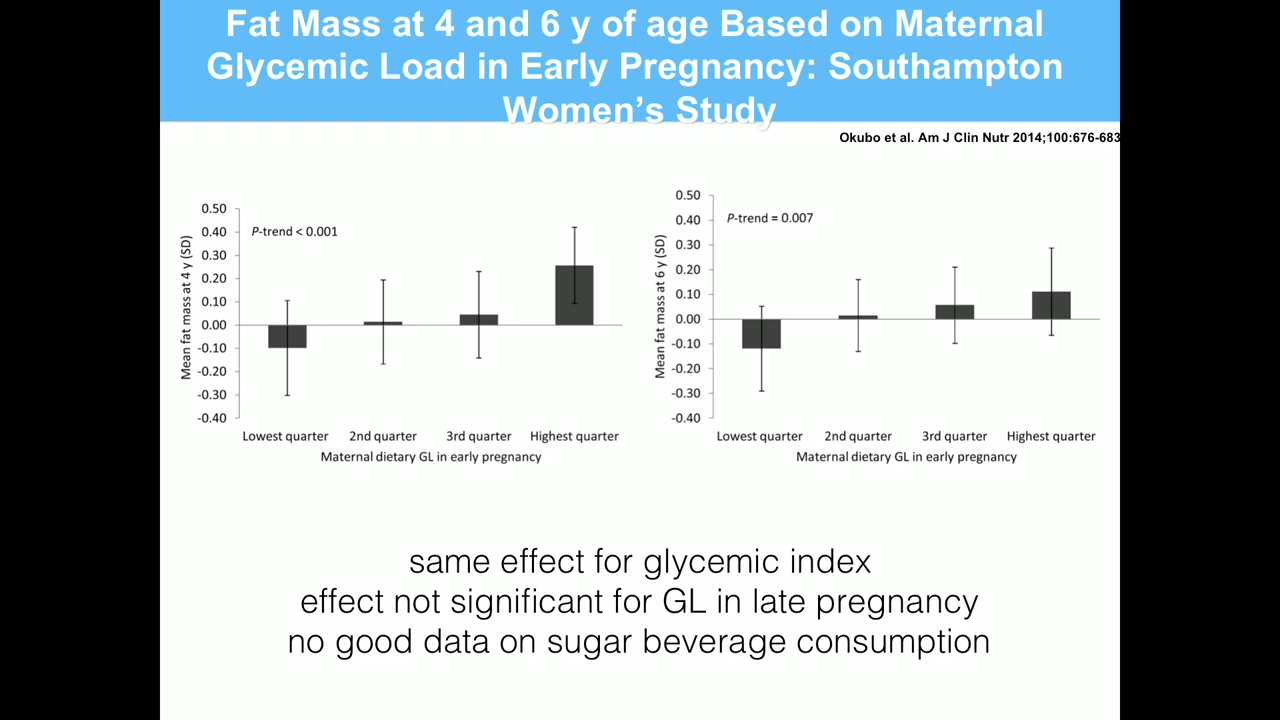 Fat Mass at 4 and 6 y of age Based on Maternal
Glycemic Load in Early Pregnancy: Southampton
Women's Study
Okubo et al. Am J Clin Nutr 2014;100:676-683
Mean fat mass at 4 y (SD)
0.50
0.40
0.30
0.20
0.10
0.00
-0.10
-0.20
-0.30
-0.40
P-trend < 0.001
Lowest quarter 2nd quarter 3rd quarter Highest quarter
Maternal dietary GL in early pregnancy
Mean fat mass at 6 y (SD)
0.50
0.40
0.30
0.20
0.10
0.00
-0.10
-0.20
-0.30
-0.40
P-trend = 0.007
Lowest quarter 2nd quarter 3rd quarter Highest quarter
Maternal dietary GL in early pregnancy
same effect for glycemic index
effect not significant for GL in late pregnancy
no good data on sugar beverage consumption